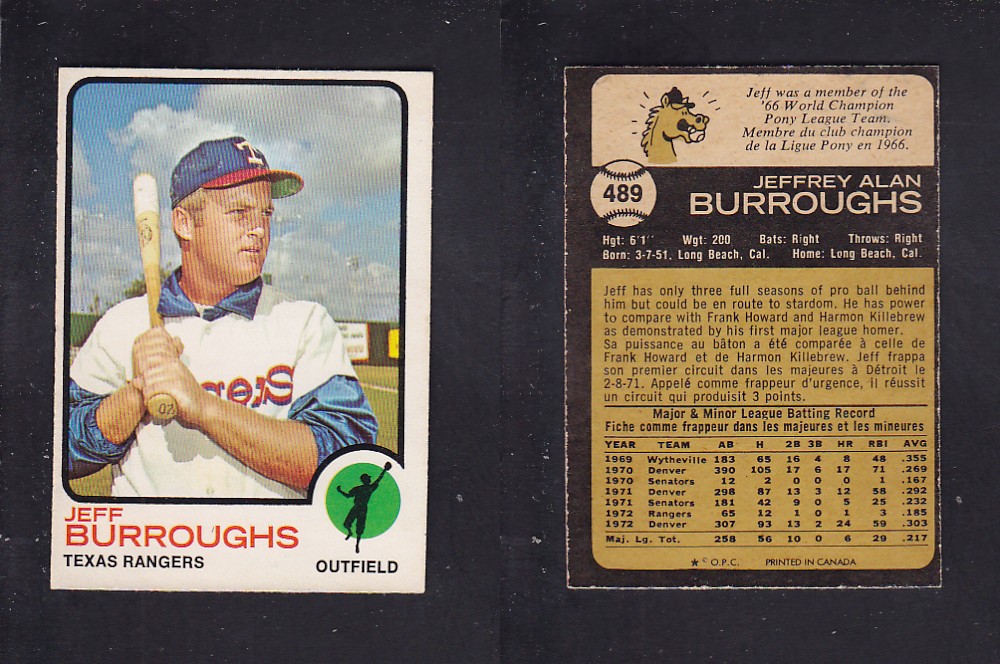 T
gers
02
JEFF
BURROUGHS
TEXAS RANGERS
OUTFIELD
Jeff was a member of the
'66 World Champion
Pony League Team.
Membre du club champion
de la Ligue Pony en 1966.
489
JEFFREY ALAN
BURROUGHS
Hgt: 6'1" Wgt: 200 Bats: Right Throws: Right
Born: 3-7-51, Long Beach, Cal. Home: Long Beach, Cal.
Jeff has only three full seasons of pro ball behind
him but could be en route to stardom. He has power
to compare with Frank Howard and Harmon Killebrew
as demonstrated by his first major league homer.
Sa puissance au bâton a été comparée à celle de
Frank Howard et de Harmon Killebrew. Jeff frappa
son premier circuit dans les majeures à Détroit le
2-8-71. Appelé comme frappeur d'urgence, il réussit
un circuit qui produisit 3 points.
Major & Minor League Batting Record
Fiche comme frappeur dans les majeures et les mineures
YEAR TEAM AB H 2B 3B HR RBI AVG
1969 Wytheville 183 65 16 4 8 48 .355
1970 Denver 390 105 17 6 17 71 .269
1970 Senators 12 2 0 0 0 1 .167
1971 Denver 298 87 13 3 12 58 .292
1971 Senators 181 42 9 0 5 25 .232
1972 Rangers 65 12 1 0 1 3 .185
1972 Denver 307 93 13 2 24 59 .303
Maj. Lg. Tot. 258 56 10 0 6 29 .217
* © O.P.C. PRINTED IN CANADA